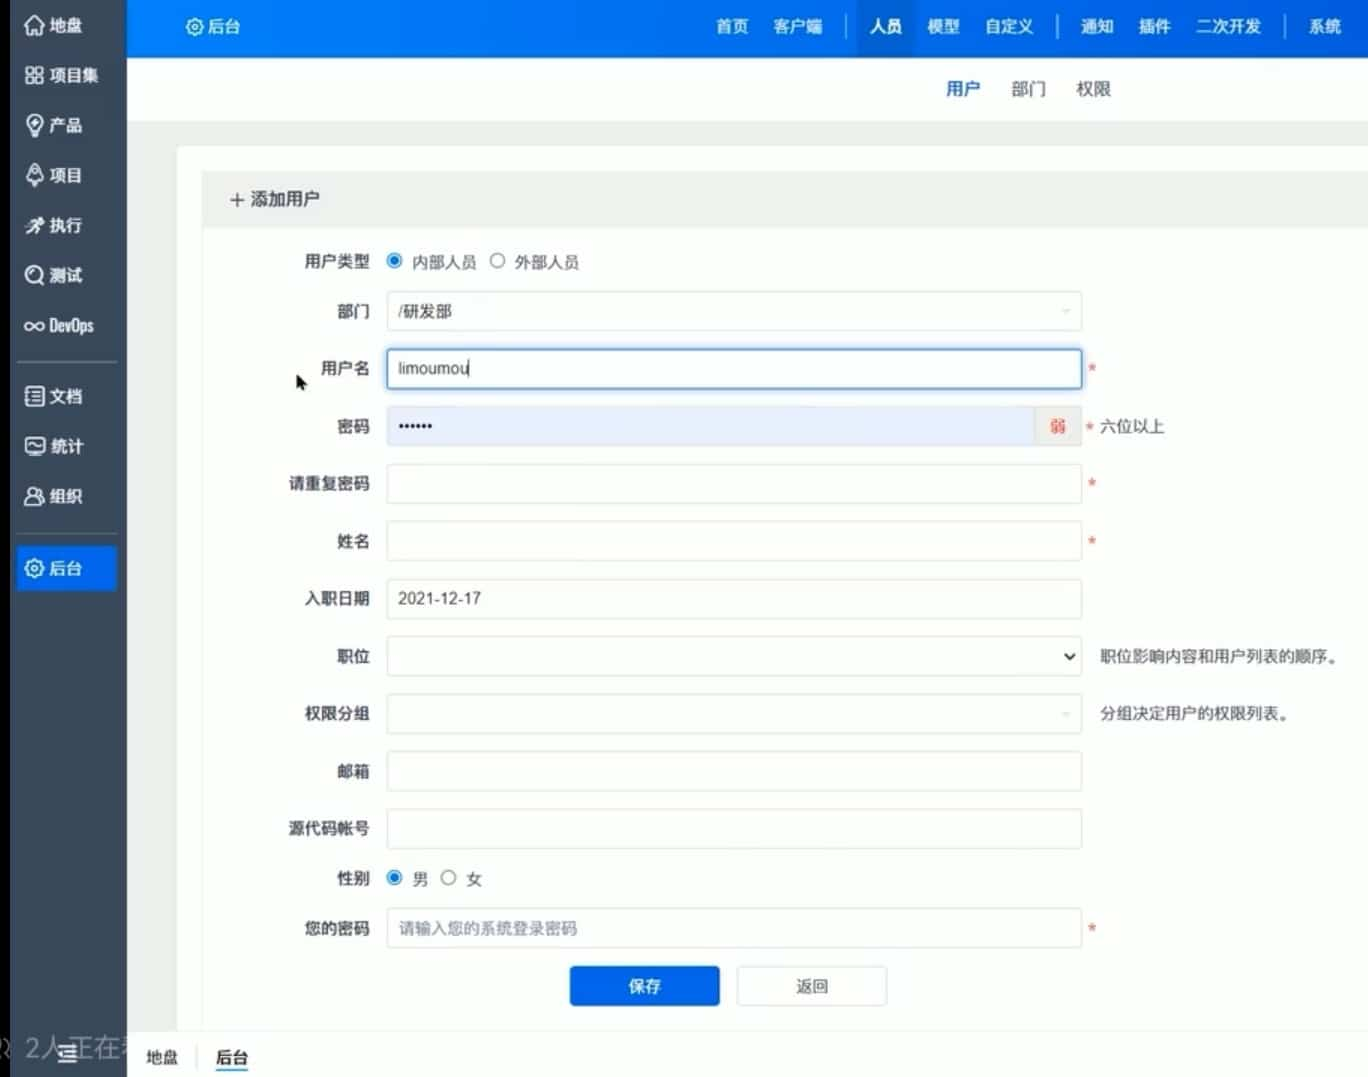 地盘
项目集
产品
项目
执行
测试
DevOps
文档
统计
组织
后台
后台
首页 客户端 人员 模型 自定义 通知 插件 二次开发 系统
用户 部门 权限
添加用户
用户类型 内部人员 外部人员
部门 /研发部
用户名 limoumou *
密码 •••••• 弱 * 六位以上
请重复密码 *
姓名 *
入职日期 2021-12-17
职位 职位影响内容和用户列表的顺序。
权限分组 分组决定用户的权限列表。
邮箱
源代码帐号
性别 男 女
您的密码 请输入您的系统登录密码 *
保存 返回
2人正在
地盘 后台